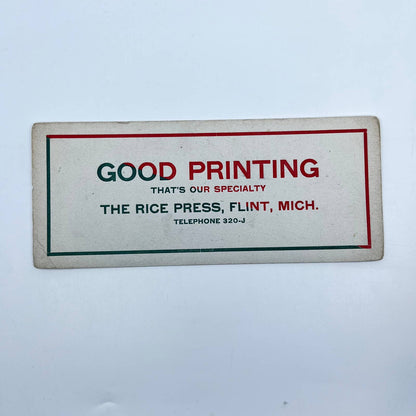 GOOD PRINTING
THAT'S OUR SPECIALTY
THE RICE PRESS, FLINT, MICH.
TELEPHONE 320-J